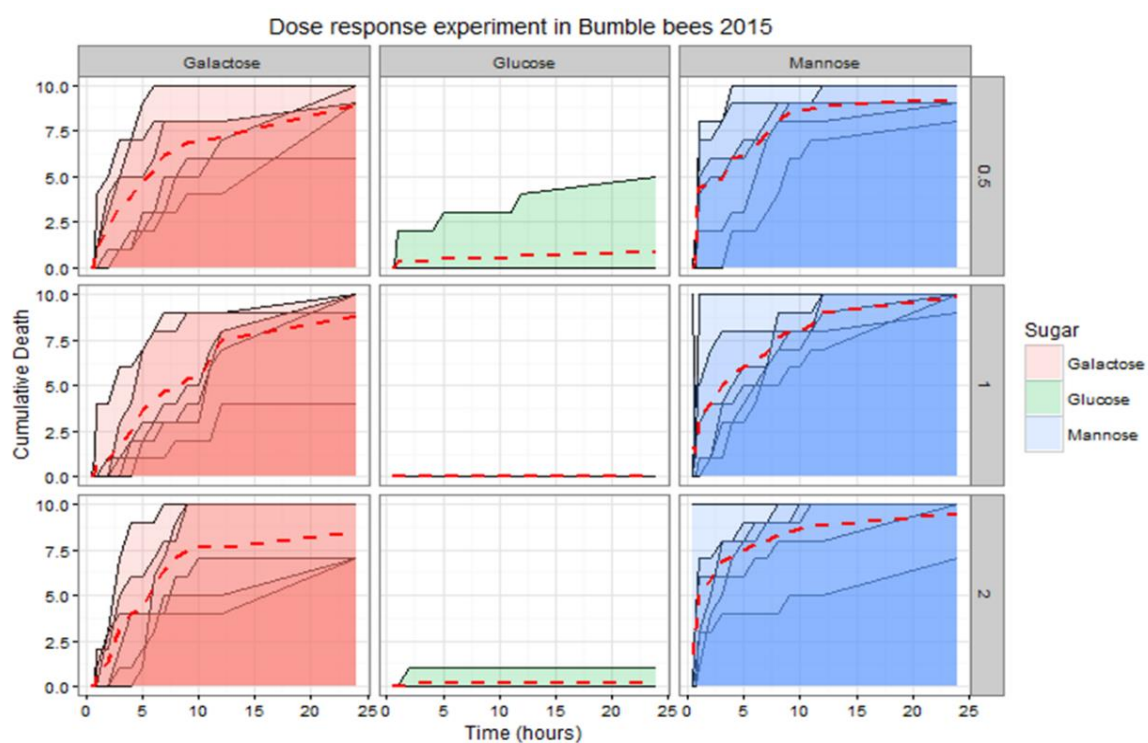 Dose response experiment in Bumble bees 2015
Galactose Glucose Mannose
10.0
7.5
5.0
2.5
0.0
0.5
10.0
7.5
5.0
2.5
0.0
1
10.0
7.5
5.0
2.5
0.0
2
Cumulative Death
0 5 10 15 20 25 0 5 10 15 20 25 0 5 10 15 20 25
Time (hours)
Sugar
Galactose
Glucose
Mannose